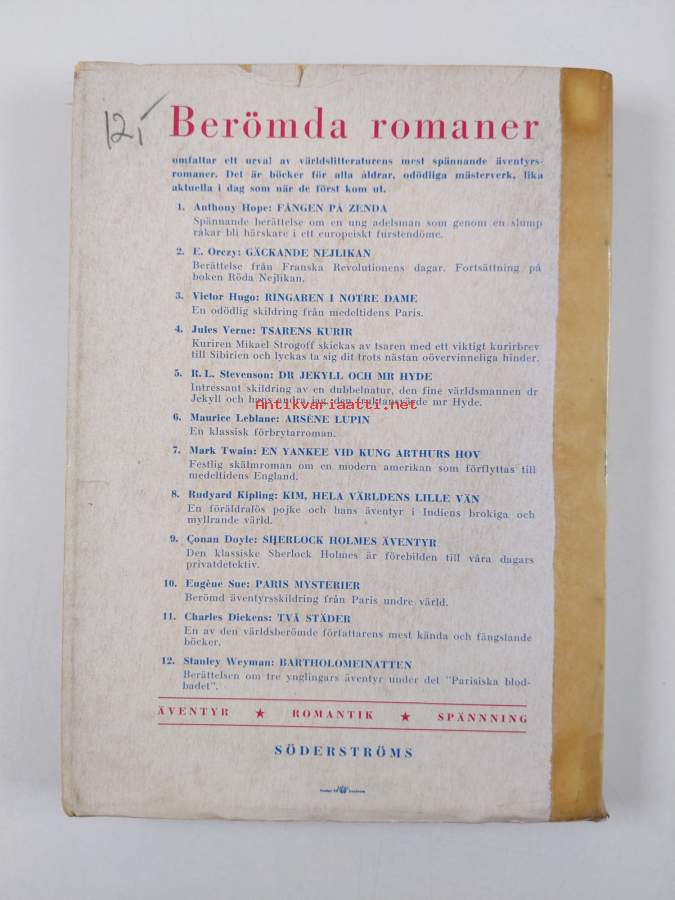 12,-
Berömda romaner
omfattar ett urval av världslitteraturens mest spännande äventyrs-
romaner. Det är böcker för alla åldrar, odödliga mästerverk, lika
aktuella i dag som när de först kom ut.
1. Anthony Hope: FÅNGEN PÅ ZENDA
Spännande berättelse om en ung adelsman som genom en slump
råkar bli härskare i ett europeiskt furstendöme.
2. E. Orczy: GÄCKANDE NEJLIKAN
Berättelse från Franska Revolutionens dagar. Fortsättning på
boken Röda Nejlikan.
3. Victor Hugo: RINGAREN I NOTRE DAME
En odödlig skildring från medeltidens Paris.
4. Jules Verne: TSARENS KURIR
Kuriren Mikael Strogoff skickas av tsaren med ett viktigt kurirbrev
till Sibirien och lyckas ta sig dit trots nästan oövervinneliga hinder.
5. R. L. Stevenson: DR JEKYLL OCH MR HYDE
Intressant skildring av en dubbelnatur, den fine världsmannen dr
Jekyll och hans andra jag, den fruktansvärde mr Hyde.
Antikvariaatti.net
6. Maurice Leblanc: ARSÈNE LUPIN
En klassisk förbrytarroman.
7. Mark Twain: EN YANKEE VID KUNG ARTHURS HOV
Festlig skälmroman om en modern amerikan som förflyttas till
medeltidens England.
8. Rudyard Kipling: KIM, HELA VÄRLDENS LILLE VÄN
En föräldralös pojke och hans äventyr i Indiens brokiga och
myllrande värld.
9. Conan Doyle: SHERLOCK HOLMES ÄVENTYR
Den klassiske Sherlock Holmes är förebilden till våra dagars
privatdetektiv.
10. Eugène Sue: PARIS MYSTERIER
Berömd äventyrsskildring från Paris undre värld.
11. Charles Dickens: TVÅ STÄDER
En av den världsberömde författarens mest kända och fängslande
böcker.
12. Stanley Weyman: BARTHOLOMEINATTEN
Berättelsen om tre ynglingars äventyr under det "Parisiska blod-
badet".
ÄVENTYR ★ ROMANTIK ★ SPÄNNNING
SÖDERSTRÖMS